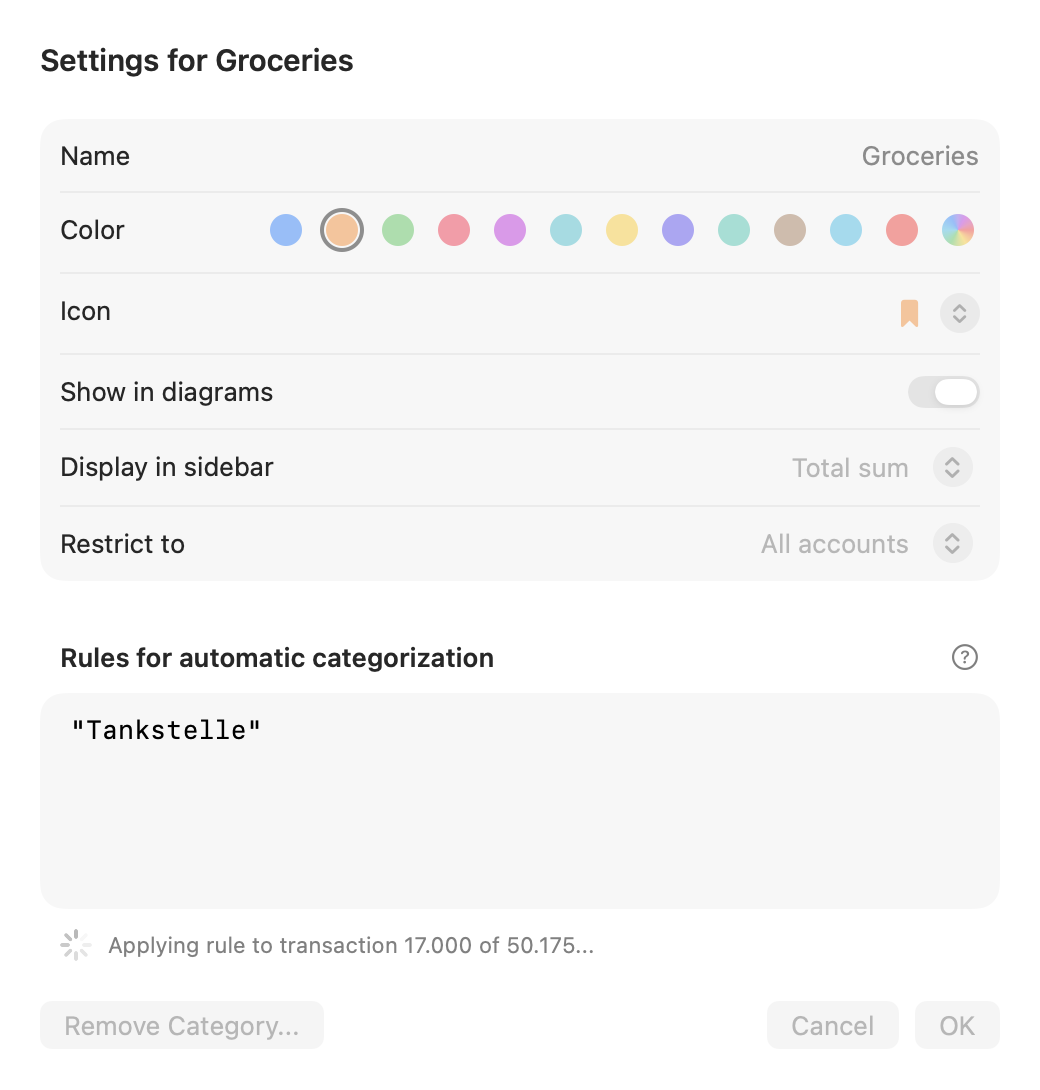 Settings for Groceries
Name Groceries
Color
Icon
Show in diagrams
Display in sidebar Total sum
Restrict to All accounts
Rules for automatic categorization ?
"Tankstelle"
Applying rule to transaction 17.000 of 50.175...
Remove Category... Cancel OK